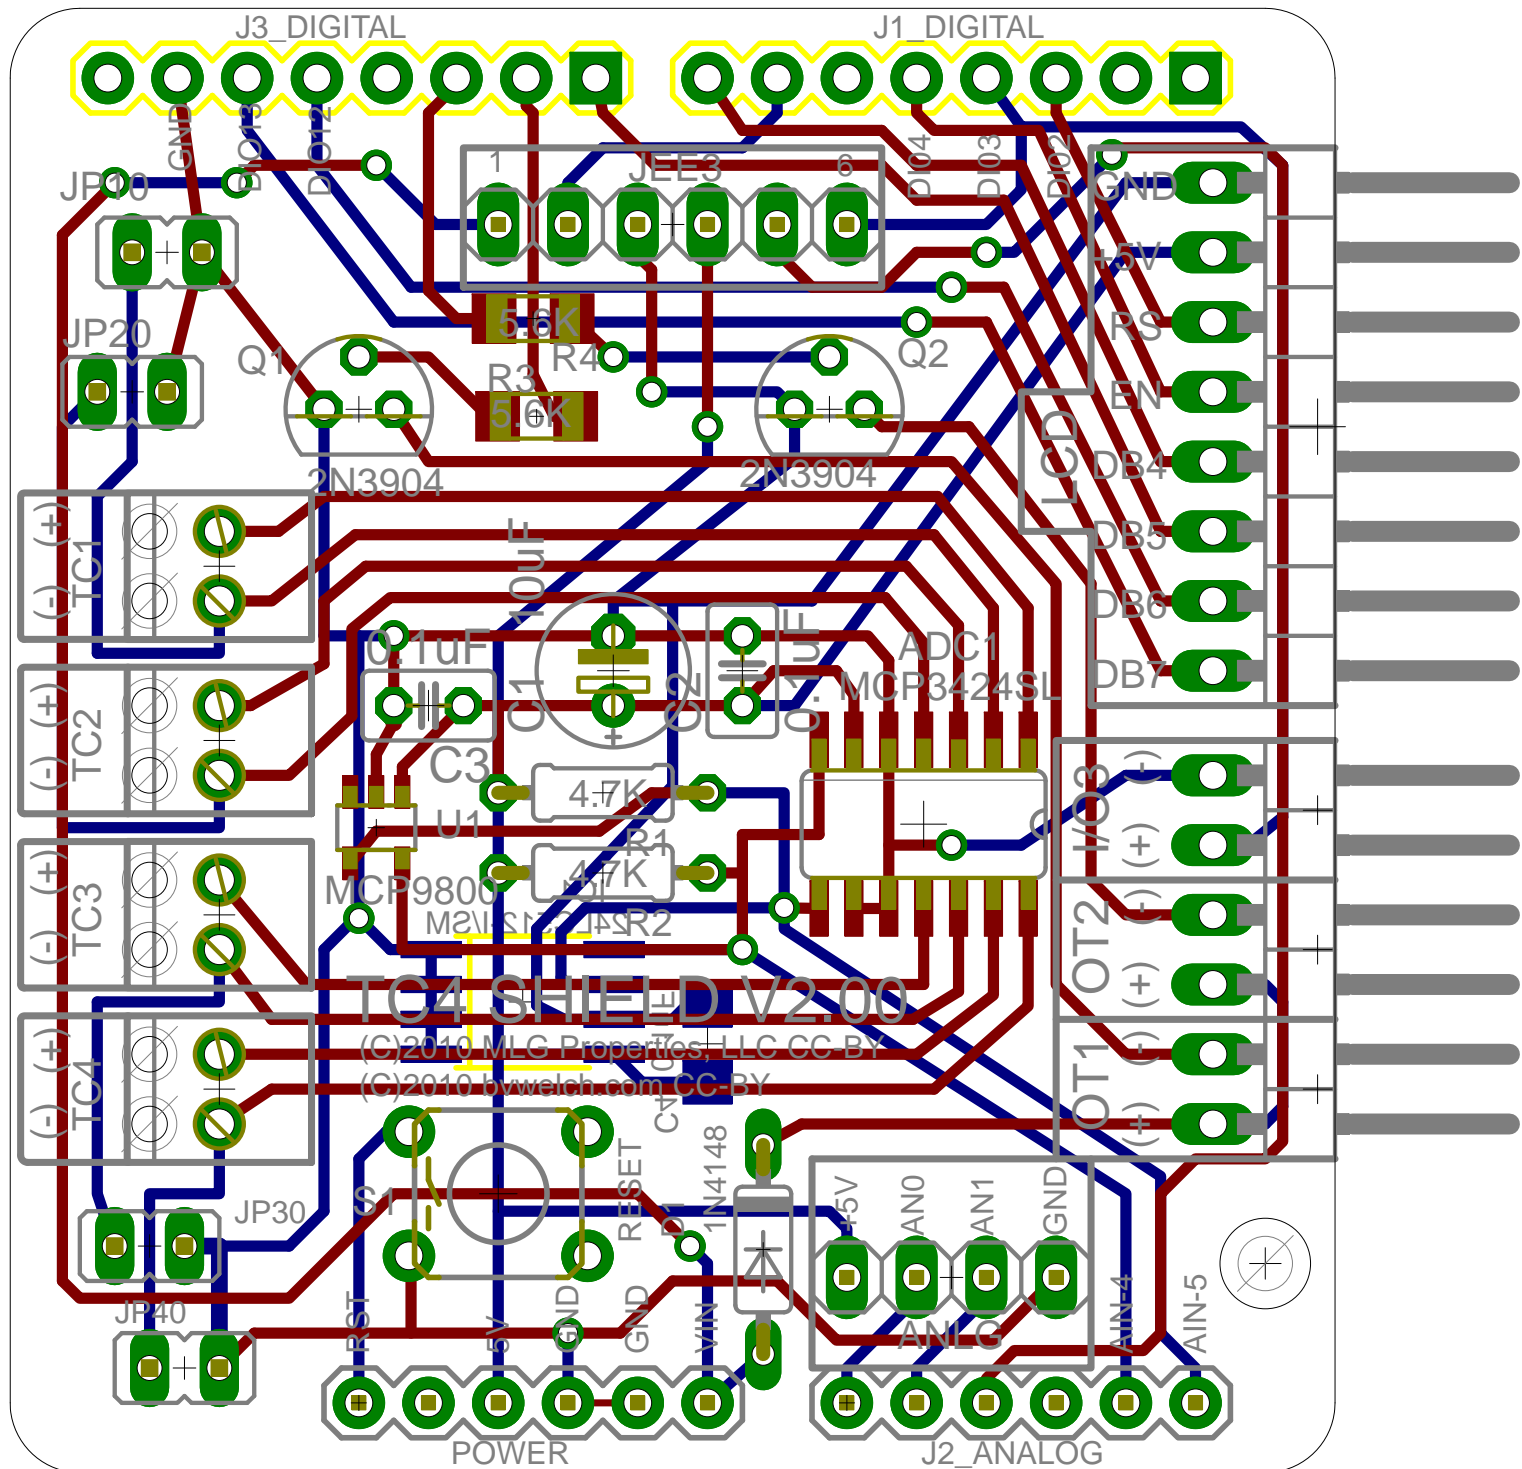 J3_DIGITAL
J1_DIGITAL
GND
DIO13
DIO12
DIO4
DIO3
DIO2
1
JEE3
6
JP10
GND
+5V
RS
EN
DB4
DB5
DB6
DB7
LCD
JP20
Q1
5.6K
R4
R3
5.6K
Q2
2N3904
2N3904
(+)
(-)
TC1
10uF
0.1uF
C1
C2
0.1uF
ADC1
MCP3424SL
(+)
(-)
TC2
C3
4.7K
U1
R1
4.7K
MCP9800
R2
24LC512-I/SM
(-)
(+)
I/O3
(+)
(-)
TC3
(-)
(+)
OT2
TC4 SHIELD V2.00
(C)2010 MLG Properties, LLC CC-BY
(C)2010 bvwelch.com CC-BY
C4
(+)
(-)
TC4
(-)
(+)
OT1
S1
RESET
D1
1N4148
+5V
AN0
AN1
GND
ANLG
JP30
JP40
RST
5V
GND
GND
VIN
AIN-4
AIN-5
POWER
J2_ANALOG